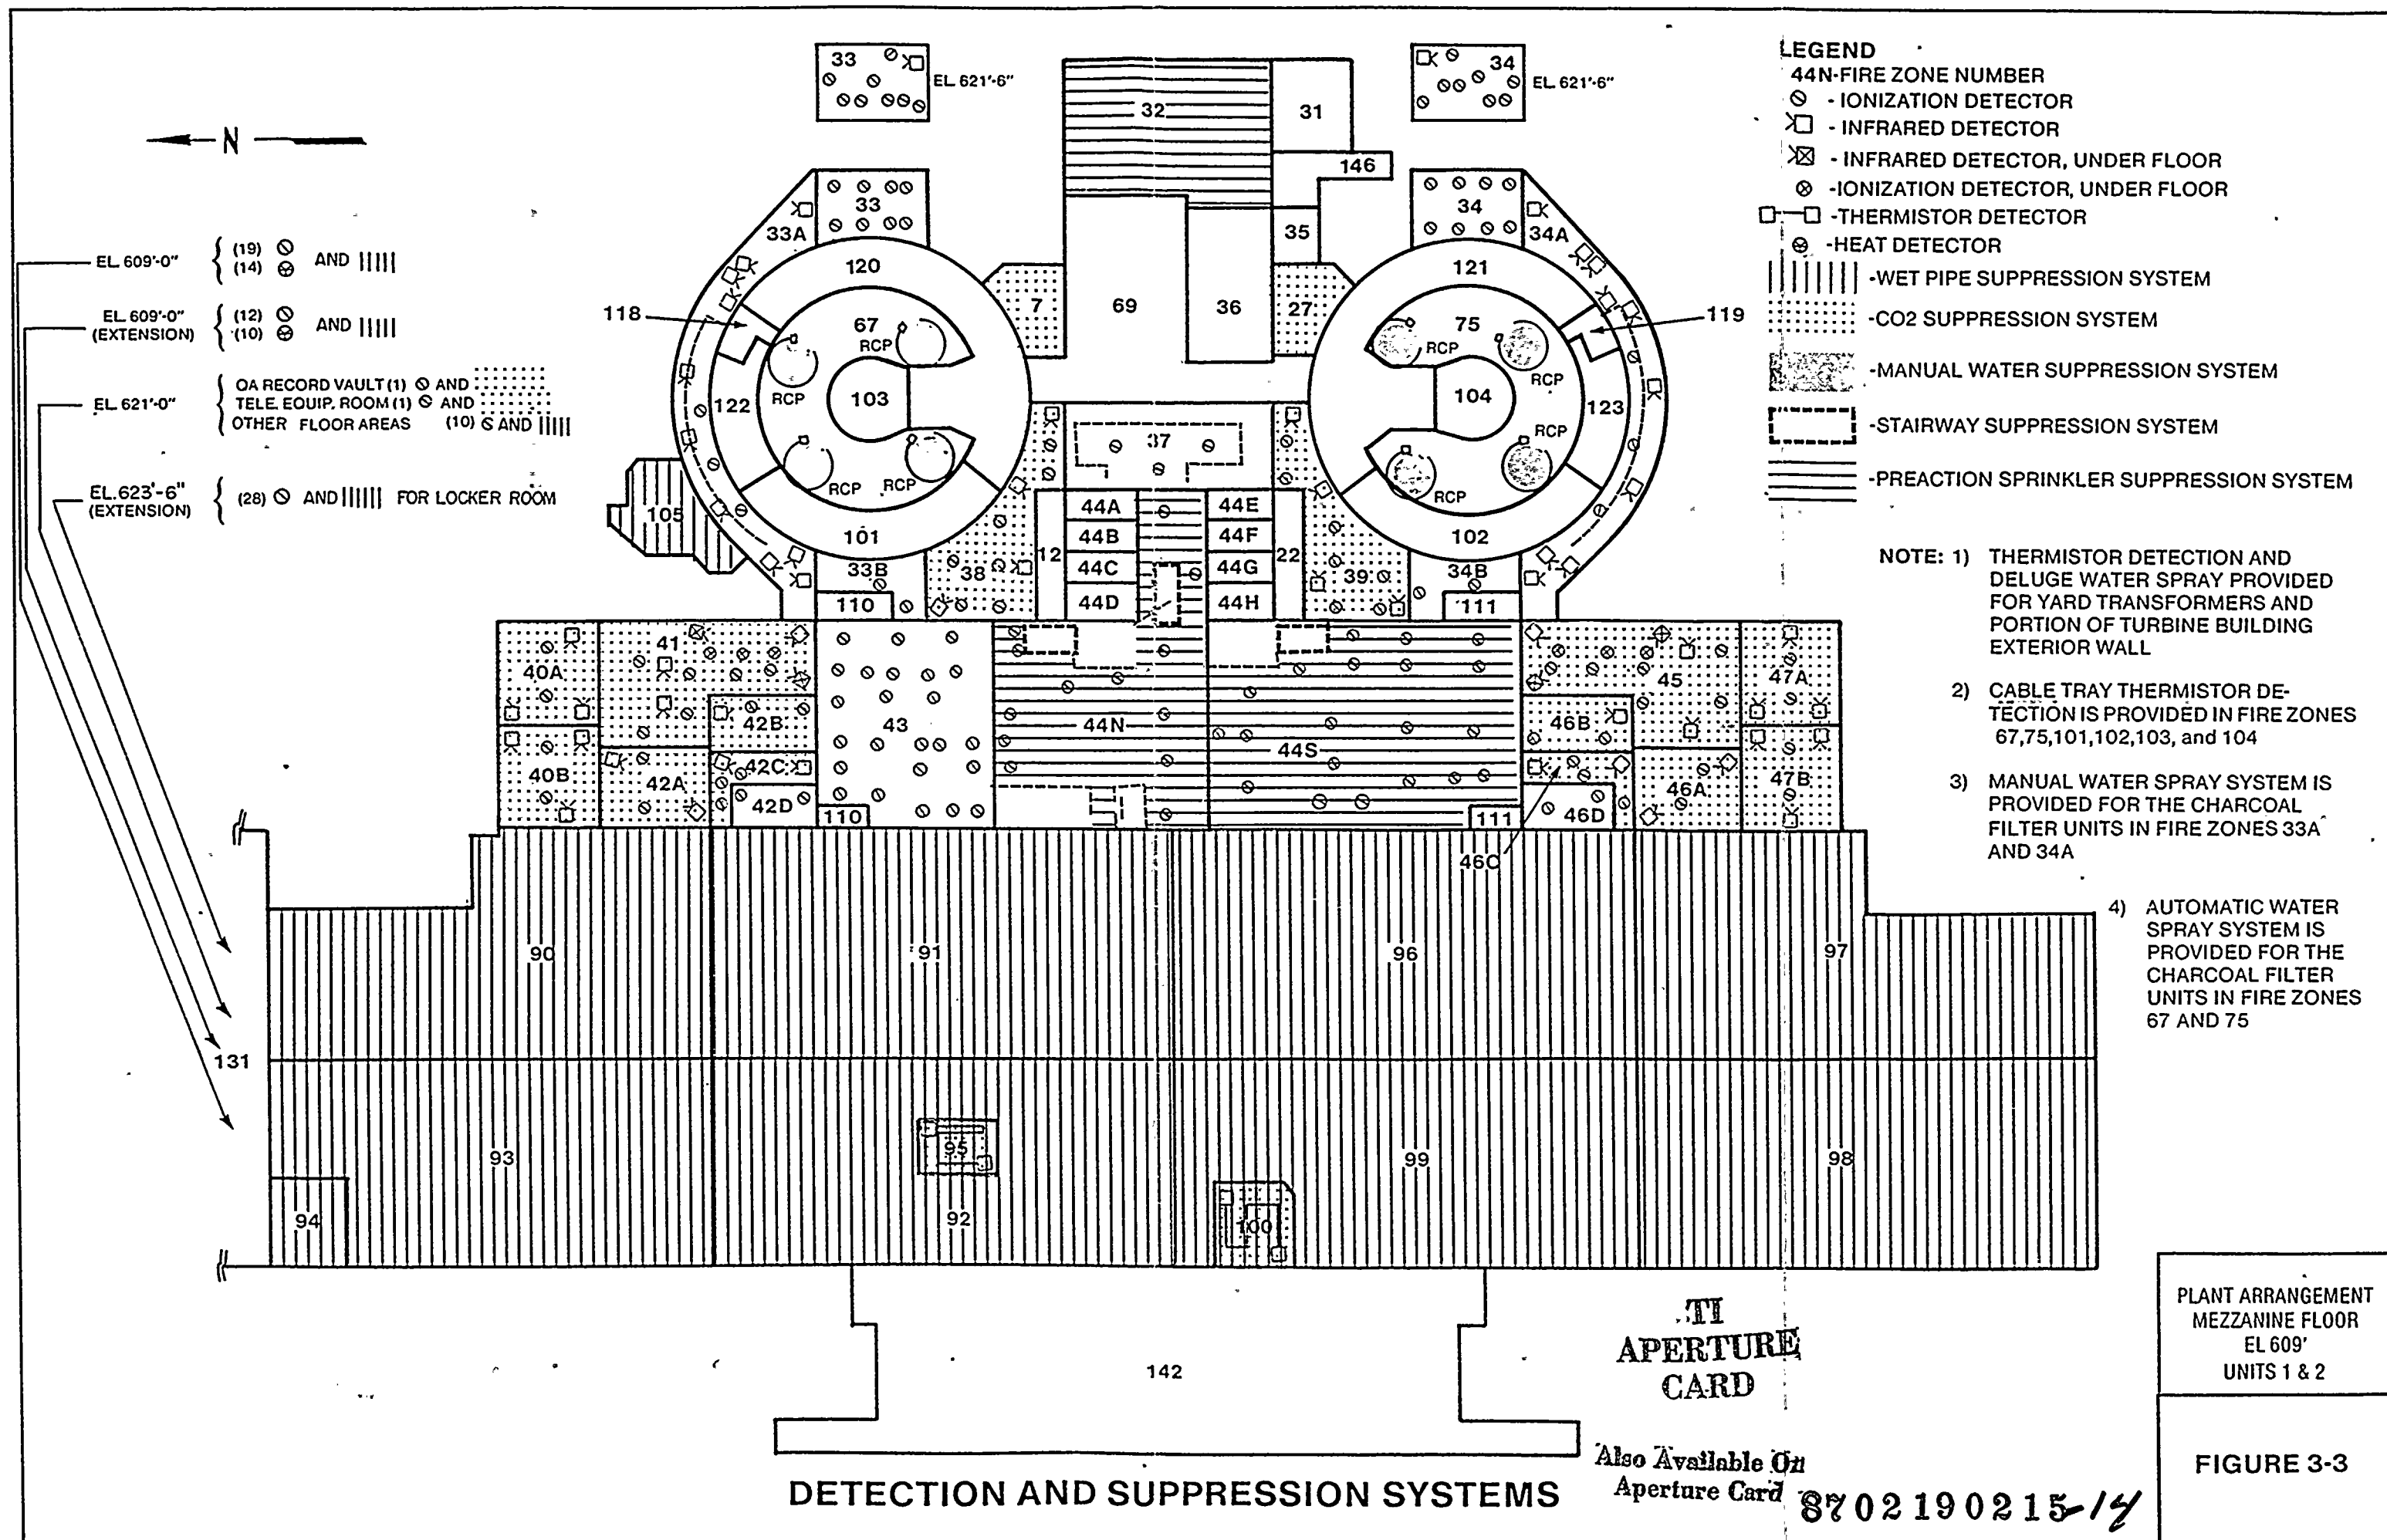 LEGEND
44N-FIRE ZONE NUMBER
- IONIZATION DETECTOR
- INFRARED DETECTOR
- INFRARED DETECTOR, UNDER FLOOR
-IONIZATION DETECTOR, UNDER FLOOR
-THERMISTOR DETECTOR
-HEAT DETECTOR
-WET PIPE SUPPRESSION SYSTEM
-CO2 SUPPRESSION SYSTEM
-MANUAL WATER SUPPRESSION SYSTEM
-STAIRWAY SUPPRESSION SYSTEM
-PREACTION SPRINKLER SUPPRESSION SYSTEM
NOTE: 1) THERMISTOR DETECTION AND
DELUGE WATER SPRAY PROVIDED
FOR YARD TRANSFORMERS AND
PORTION OF TURBINE BUILDING
EXTERIOR WALL
2) CABLE TRAY THERMISTOR DE-
TECTION IS PROVIDED IN FIRE ZONES
67,75,101,102,103, and 104
3) MANUAL WATER SPRAY SYSTEM IS
PROVIDED FOR THE CHARCOAL
FILTER UNITS IN FIRE ZONES 33A
AND 34A
4) AUTOMATIC WATER
SPRAY SYSTEM IS
PROVIDED FOR THE
CHARCOAL FILTER
UNITS IN FIRE ZONES
67 AND 75
N
EL 609'-0"
(19)
(14)
AND
EL 609'-0"
(EXTENSION)
(12)
(10)
AND
EL 621'-0"
OA RECORD VAULT (1) AND
TELE. EQUIP. ROOM (1) AND
OTHER FLOOR AREAS (10) AND
EL. 623'-6"
(EXTENSION)
(28) AND FOR LOCKER ROOM
33
EL 621'-6"
34
EL 621'-6"
32
31
146
33
33A
34
34A
35
120
121
7
69
36
27
118
119
67
RCP
RCP
RCP
RCP
75
RCP
RCP
RCP
RCP
103
104
122
123
37
105
101
102
44A
44E
44B
44F
44C
44G
44D
44H
12
22
33B
38
39
34B
110
111
40A
41
42B
43
44N
44S
46B
45
47A
40B
42A
42C
42D
110
111
46D
46A
47B
46C
90
91
96
97
131
93
95
99
98
94
92
100
142
TI
APERTURE
CARD
Also Available On
Aperture Card
DETECTION AND SUPPRESSION SYSTEMS
8702190215-14
PLANT ARRANGEMENT
MEZZANINE FLOOR
EL 609'
UNITS 1 & 2
FIGURE 3-3